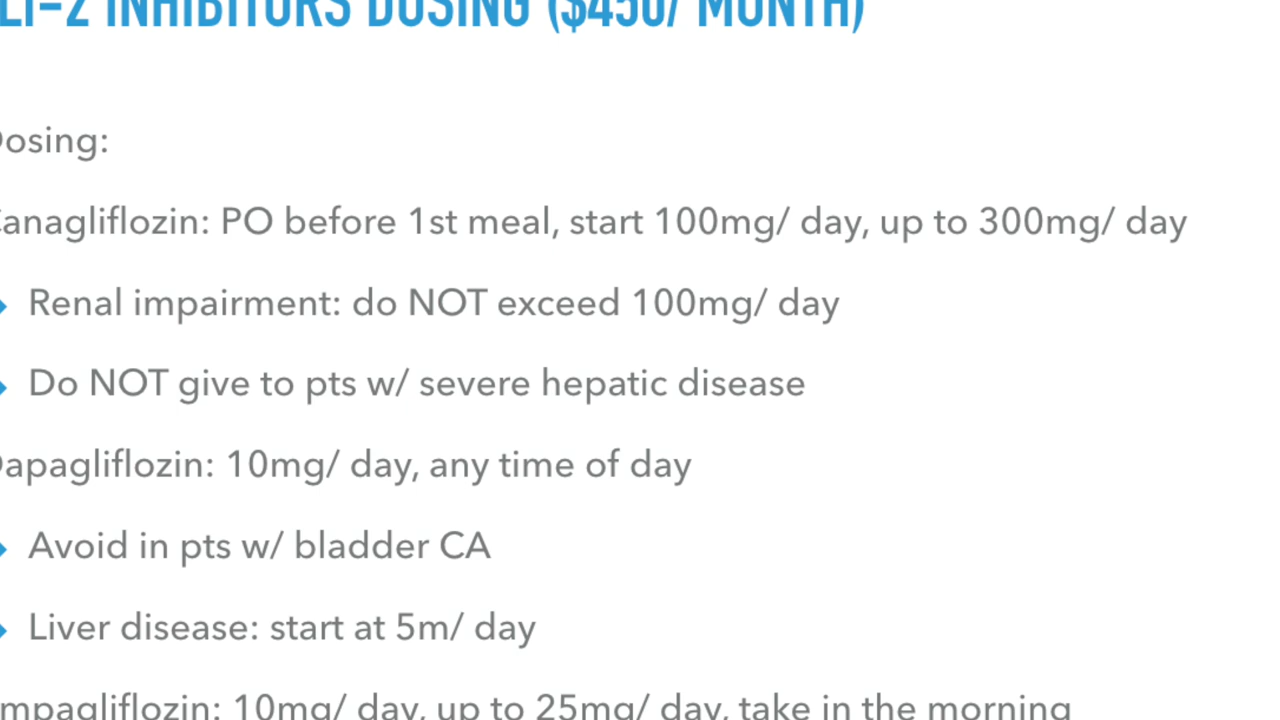 LT-2 INHIBITORS DOSING ($450/ MONTH)
Dosing:
Canagliflozin: PO before 1st meal, start 100mg/ day, up to 300mg/ day
Renal impairment: do NOT exceed 100mg/ day
Do NOT give to pts w/ severe hepatic disease
Dapagliflozin: 10mg/ day, any time of day
Avoid in pts w/ bladder CA
Liver disease: start at 5m/ day
mpagliflozin: 10mg/ day, up to 25mg/ day, take in the morning